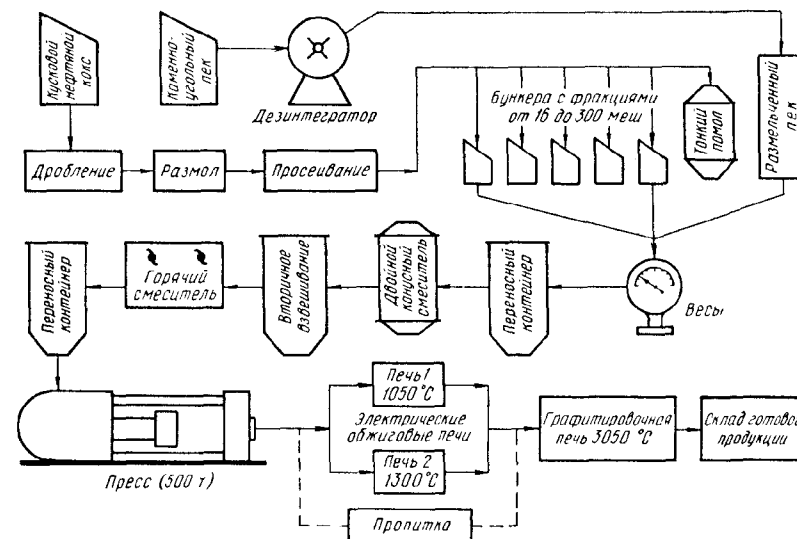 Кусковой
нефтяной
кокс
Каменно-
угольный
пек
Дезинтегратор
Бункера с фракциями
от 16 до 300 меш
Тонкий
помол
Размельченный
пек
Дробление
Размол
Просеивание
Переносный
контейнер
Горячий
смеситель
Вторичное
взвешивание
Двойной
конусный
смеситель
Переносный
контейнер
Весы
Печь 1
1050 °С
Электрические
обжиговые печи
Печь 2
1300°С
Графитировочная
печь 3050 °С
Склад готовой
продукции
Пресс (500 т)
Пропитка